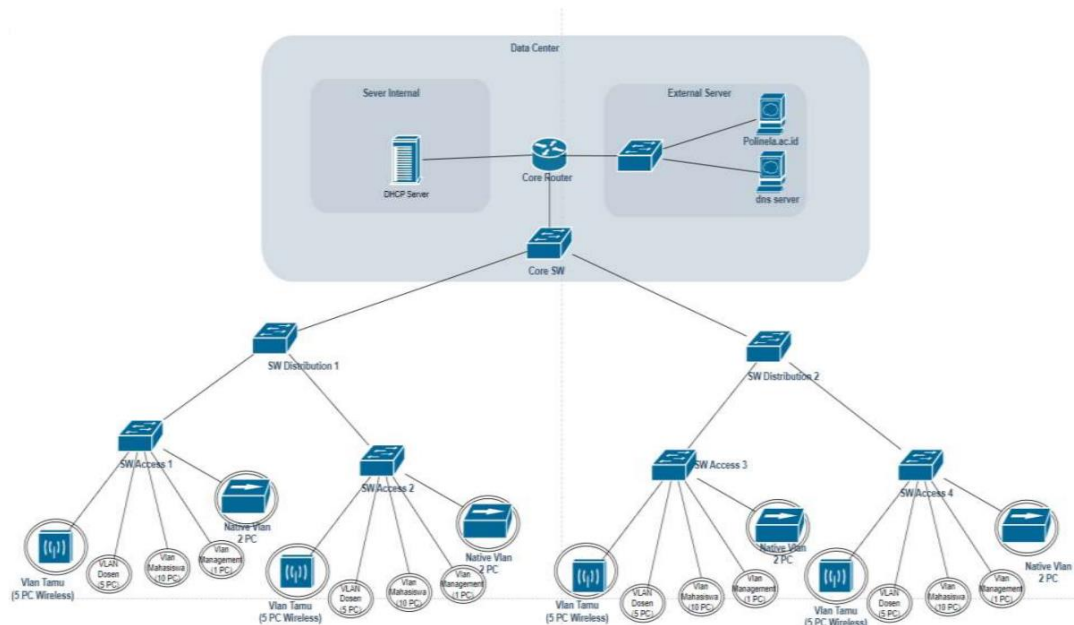 Data Center
Sever Internal
External Server
Polinela.ac.id
Core Router
DHCP Server
dns server
Core SW
SW Distribution 1
SW Distribution 2
SW Access 1
SW Access 2
SW Access 3
SW Access 4
Native Vlan
2 PC
Vlan Tamu
(5 PC Wireless)
VLAN
Dosen
(5 PC)
Vlan
Mahasiswa
(10 PC)
Vlan
Management
(1 PC)
Native Vlan
2 PC
Vlan Tamu
(5 PC Wireless)
VLAN
Dosen
(5 PC)
Vlan
Mahasiswa
(10 PC)
Vlan
Management
(1 PC)
Native Vlan
2 PC
Vlan Tamu
(5 PC Wireless)
VLAN
Dosen
(5 PC)
Vlan
Mahasiswa
(10 PC)
Vlan
Management
(1 PC)
Native Vlan
2 PC
Vlan Tamu
(5 PC Wireless)
VLAN
Dosen
(5 PC)
Vlan
Mahasiswa
(10 PC)
Vlan
Management
(1 PC)